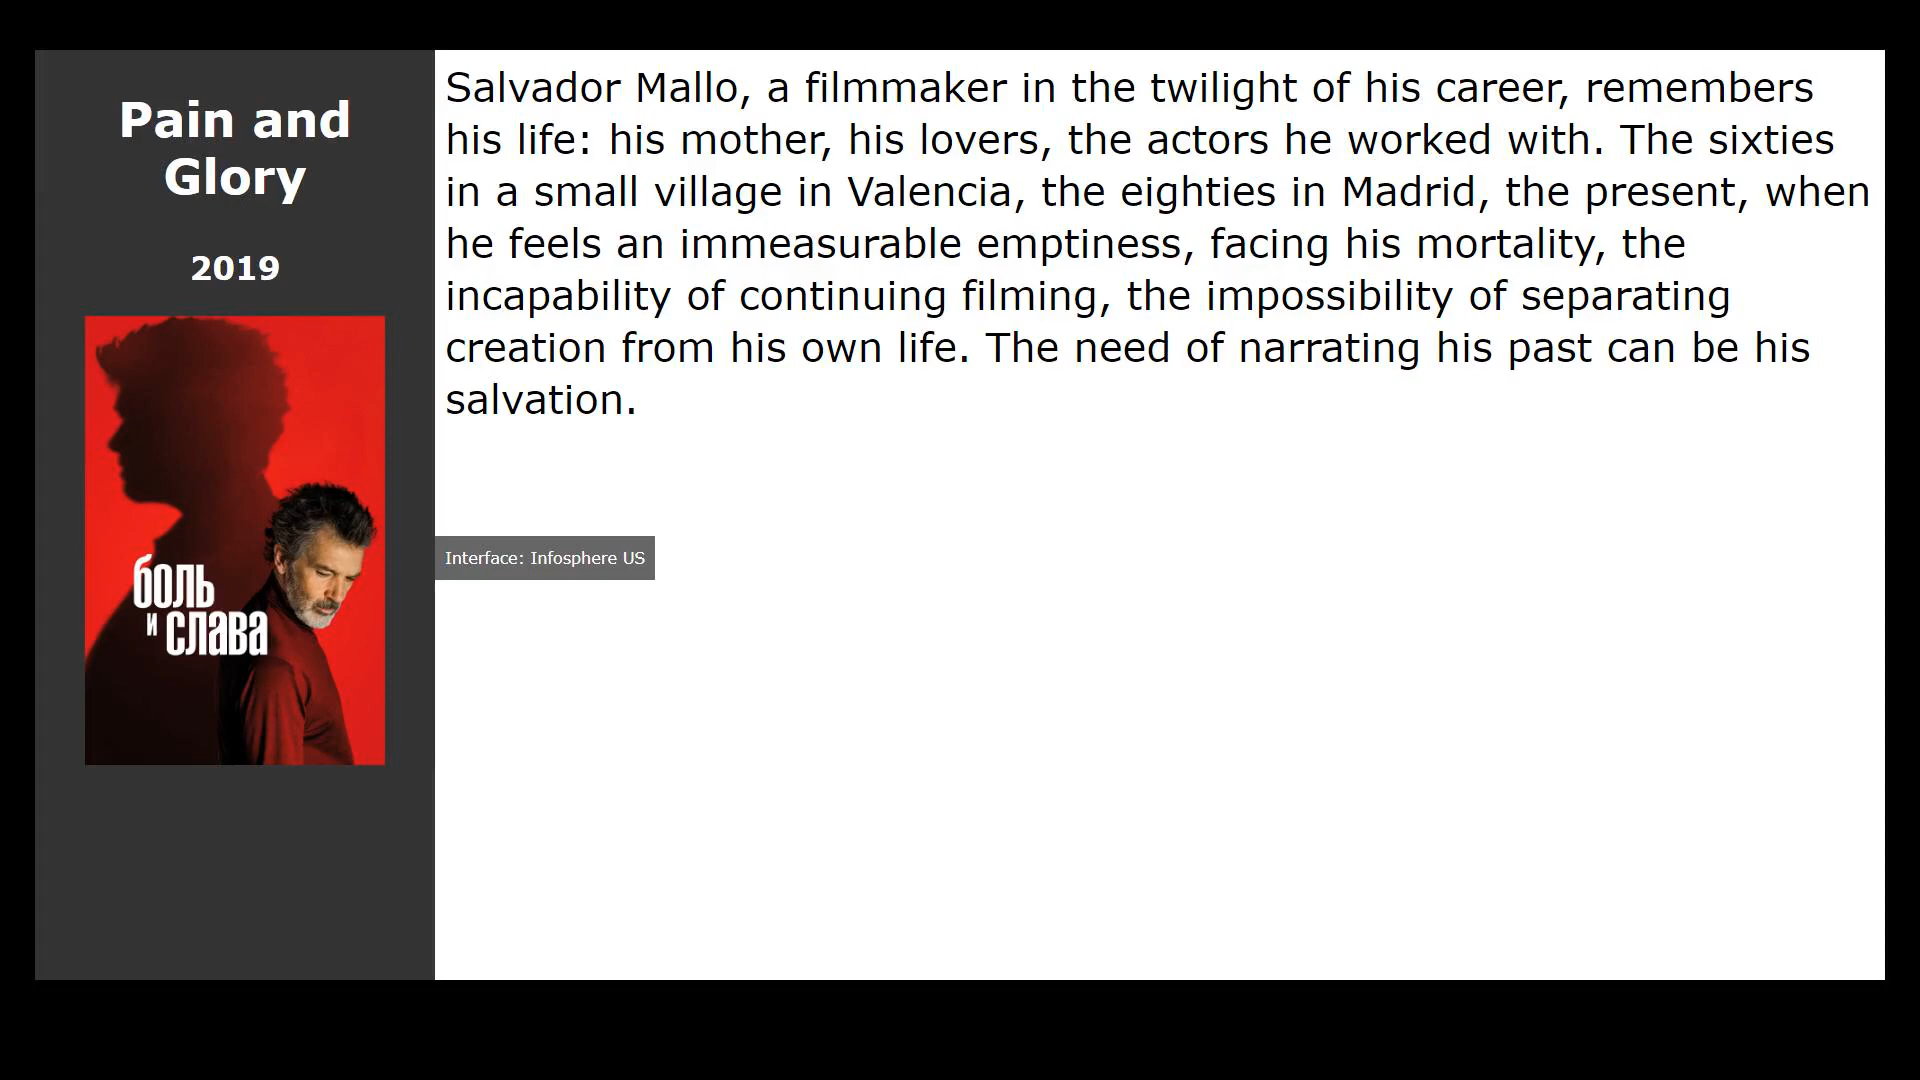 Pain and
Glory
2019
боль
и слава
Salvador Mallo, a filmmaker in the twilight of his career, remembers
his life: his mother, his lovers, the actors he worked with. The sixties
in a small village in Valencia, the eighties in Madrid, the present, when
he feels an immeasurable emptiness, facing his mortality, the
incapability of continuing filming, the impossibility of separating
creation from his own life. The need of narrating his past can be his
salvation.
Interface: Infosphere US